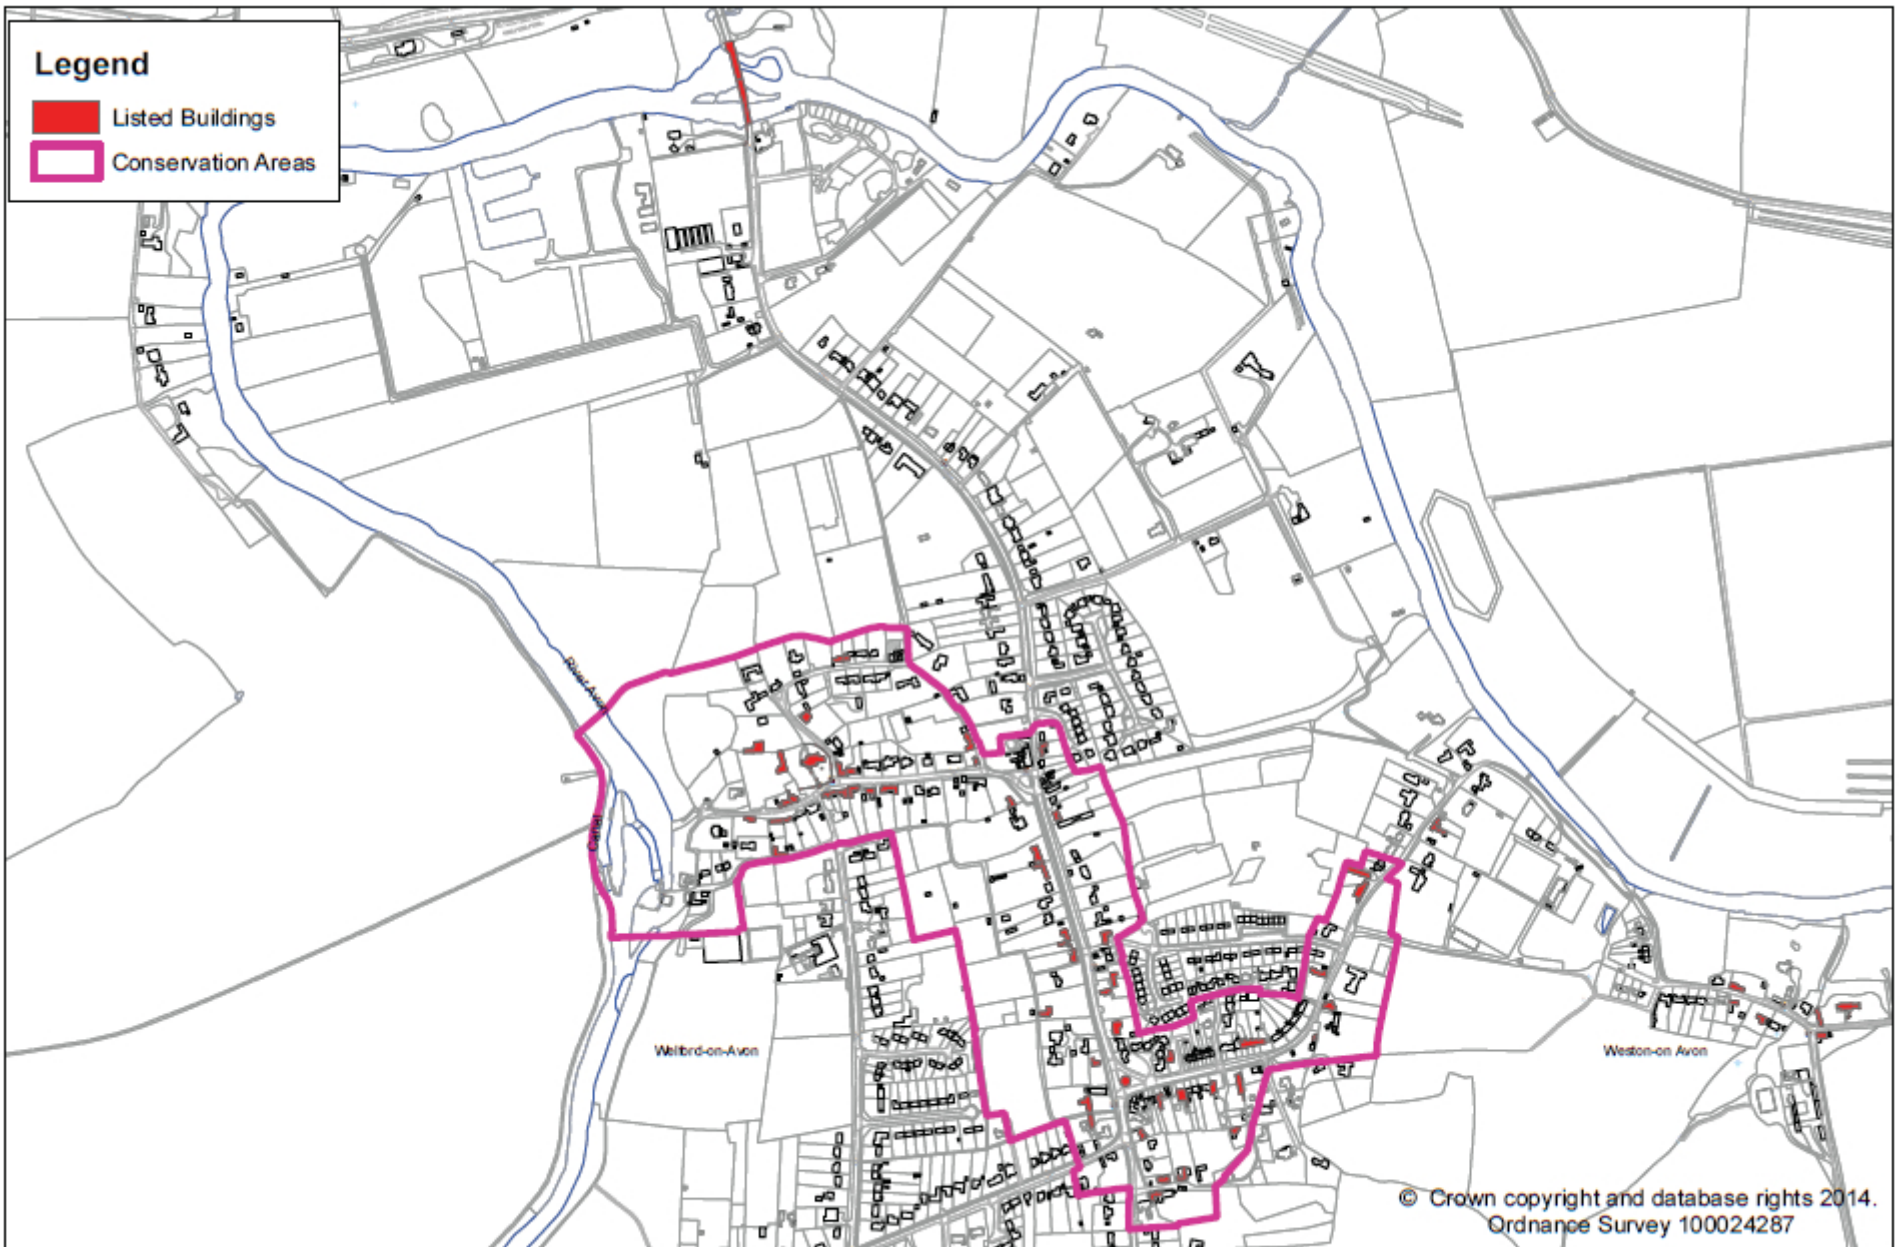 Legend
Listed Buildings
Conservation Areas
River Avon
Canal
Welford-on-Avon
Weston-on Avon
© Crown copyright and database rights 2014.
Ordnance Survey 100024287